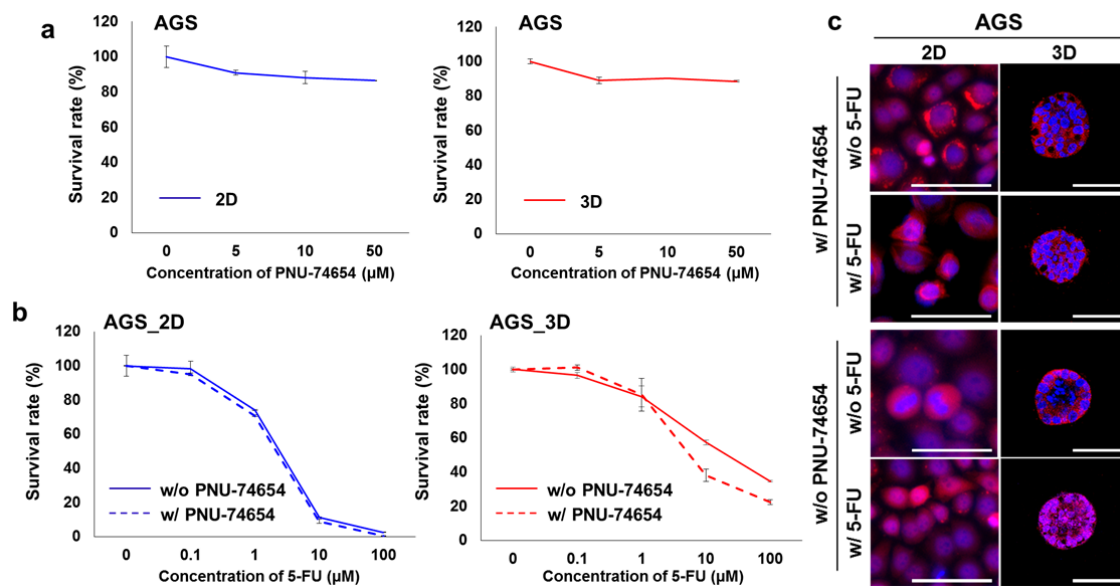 a
AGS
120
100
80
60
40
20
0
Survival rate (%)
2D
0 5 10 50
Concentration of PNU-74654 (µM)
AGS
120
100
80
60
40
20
0
Survival rate (%)
3D
0 5 10 50
Concentration of PNU-74654 (µM)
b
AGS_2D
120
100
80
60
40
20
0
Survival rate (%)
w/o PNU-74654
w/ PNU-74654
0 0.1 1 10 100
Concentration of 5-FU (µM)
AGS_3D
120
100
80
60
40
20
0
Survival rate (%)
w/o PNU-74654
w/ PNU-74654
0 0.1 1 10 100
Concentration of 5-FU (µM)
c
AGS
2D 3D
w/ PNU-74654
w/o 5-FU
w/ 5-FU
w/o PNU-74654
w/o 5-FU
w/ 5-FU